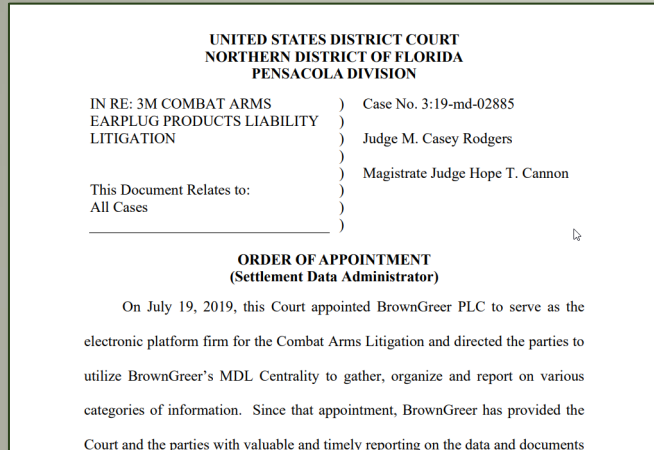 UNITED STATES DISTRICT COURT
NORTHERN DISTRICT OF FLORIDA
PENSACOLA DIVISION
IN RE: 3M COMBAT ARMS ) Case No. 3:19-md-02885
EARPLUG PRODUCTS LIABILITY )
LITIGATION ) Judge M. Casey Rodgers
)
) Magistrate Judge Hope T. Cannon
This Document Relates to: )
All Cases )
)
ORDER OF APPOINTMENT
(Settlement Data Administrator)
On July 19, 2019, this Court appointed BrownGreer PLC to serve as the
electronic platform firm for the Combat Arms Litigation and directed the parties to
utilize BrownGreer’s MDL Centrality to gather, organize and report on various
categories of information. Since that appointment, BrownGreer has provided the
Court and the parties with valuable and timely reporting on the data and documents